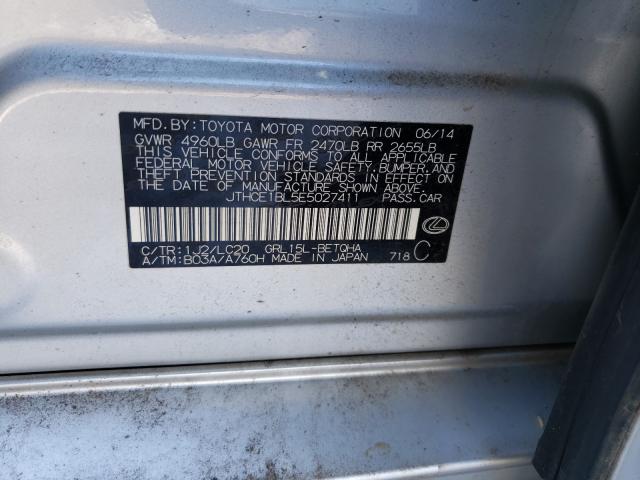 MFD. BY: TOYOTA MOTOR CORPORATION 06/14
GVWR 4960LB GAWR FR 2470LB RR 2655LB
THIS VEHICLE CONFORMS TO ALL APPLICABLE
FEDERAL MOTOR VEHICLE SAFETY, BUMPER, AND
THEFT PREVENTION STANDARDS IN EFFECT ON
THE DATE OF MANUFACTURE SHOWN ABOVE.
JTHCE1BL5E5027411 PASS. CAR
C/TR: 1J2/LC20 GRL15L-BETQHA
A/TM: B03A/A760H MADE IN JAPAN 718 C